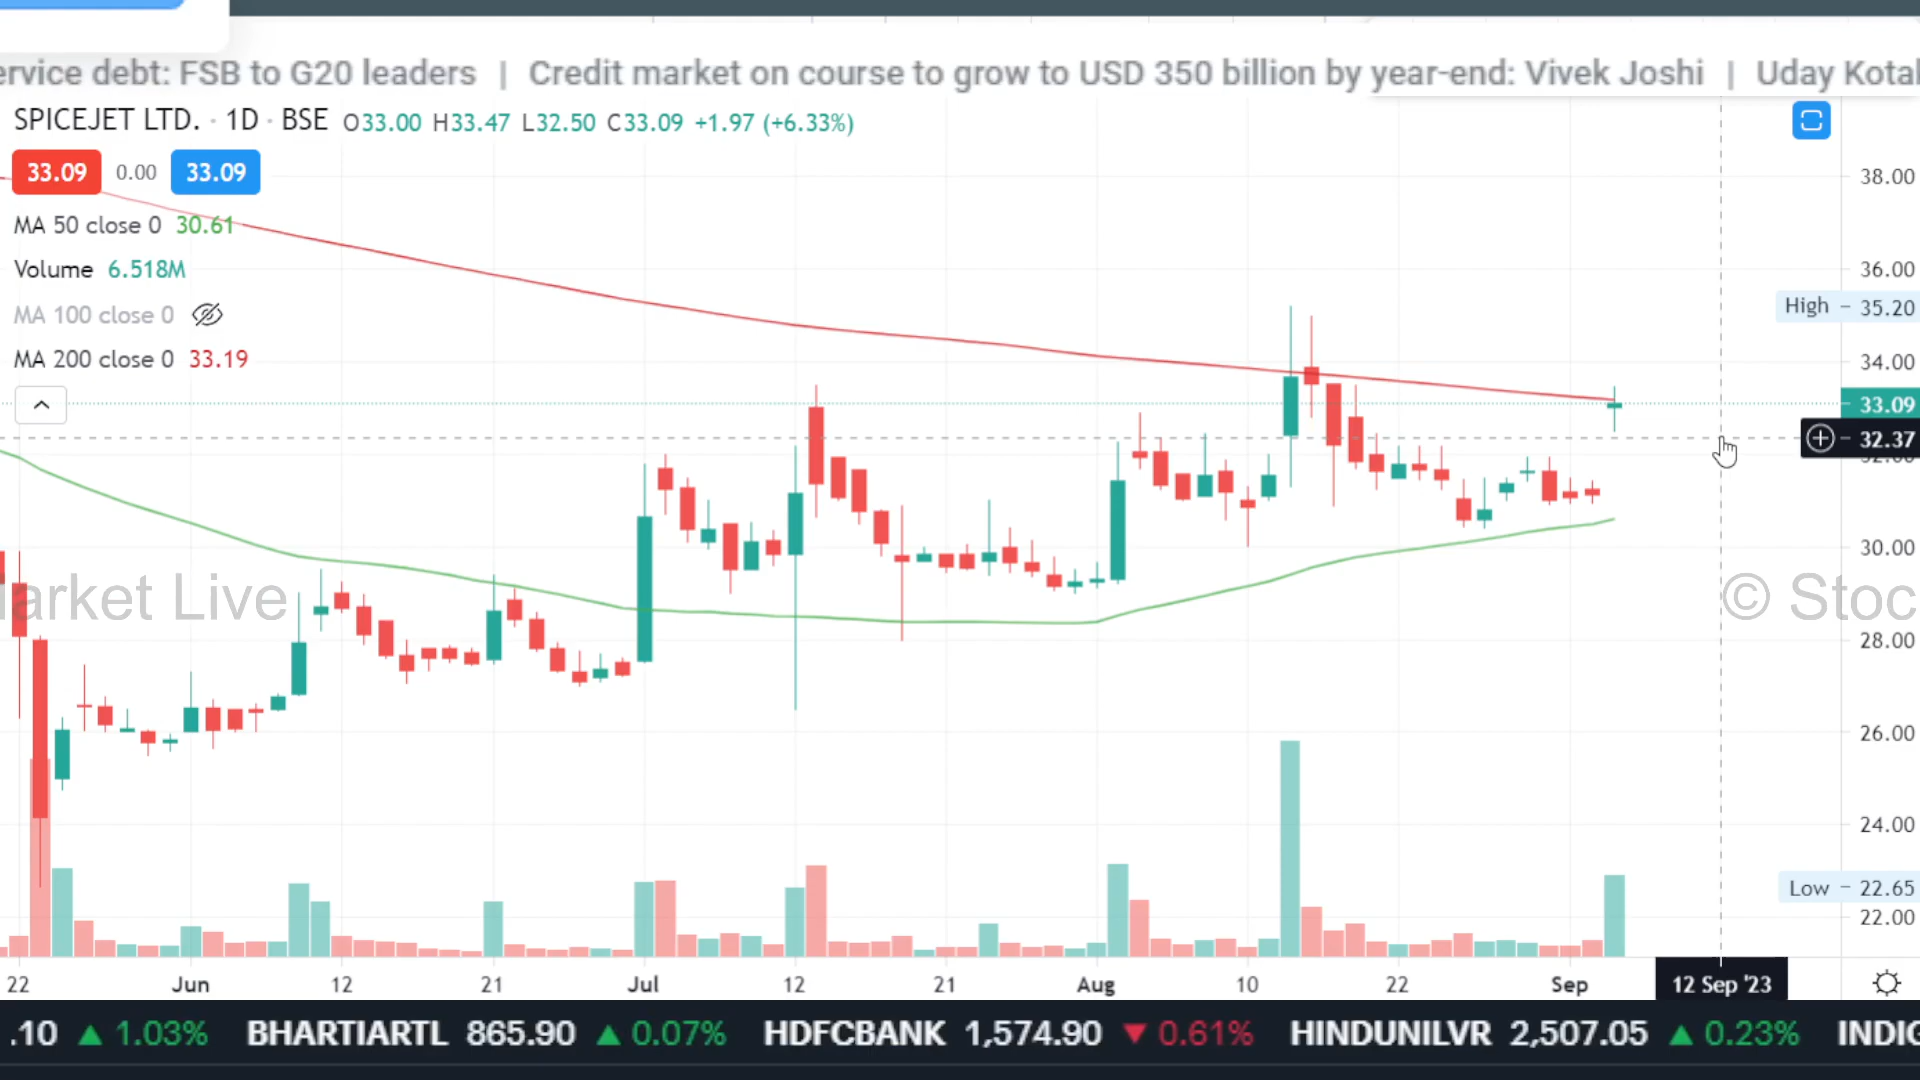 ervice debt: FSB to G20 leaders | Credit market on course to grow to USD 350 billion by year-end: Vivek Joshi | Uday Kotal
SPICEJET LTD. · 1D · BSE O33.00 H33.47 L32.50 C33.09 +1.97 (+6.33%)
33.09 0.00 33.09
MA 50 close 0 30.61
Volume 6.518M
MA 100 close 0
MA 200 close 0 33.19
38.00
36.00
High 35.20
34.00
33.09
32.37
32.00
30.00
28.00
26.00
24.00
Low 22.65
22.00
arket Live © Stoc
22 Jun 12 21 Jul 12 21 Aug 10 22 Sep 12 Sep '23
.10 ▲ 1.03% BHARTIARTL 865.90 ▲ 0.07% HDFCBANK 1,574.90 ▼ 0.61% HINDUNILVR 2,507.05 ▲ 0.23% INDIG